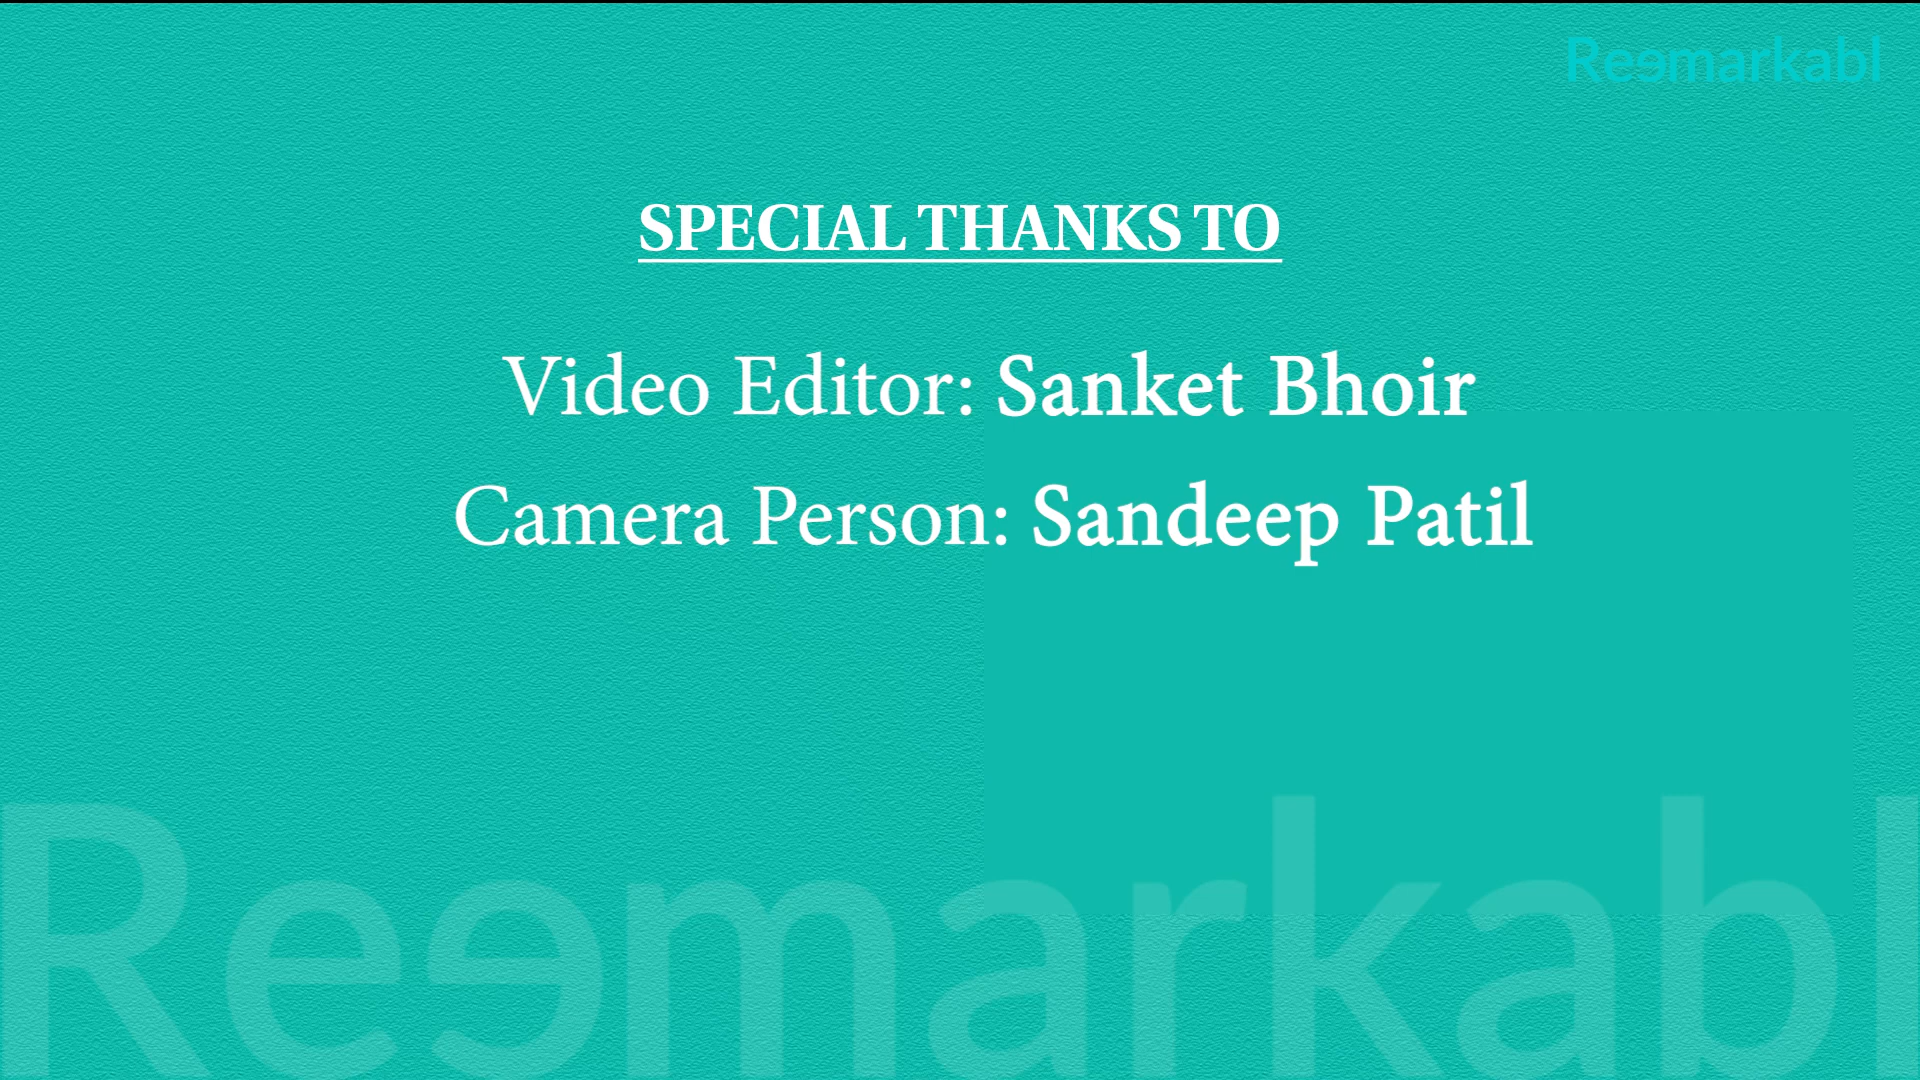 Reemarkabl
SPECIAL THANKS TO
Video Editor: Sanket Bhoir
Camera Person: Sandeep Patil
Reemarkabl